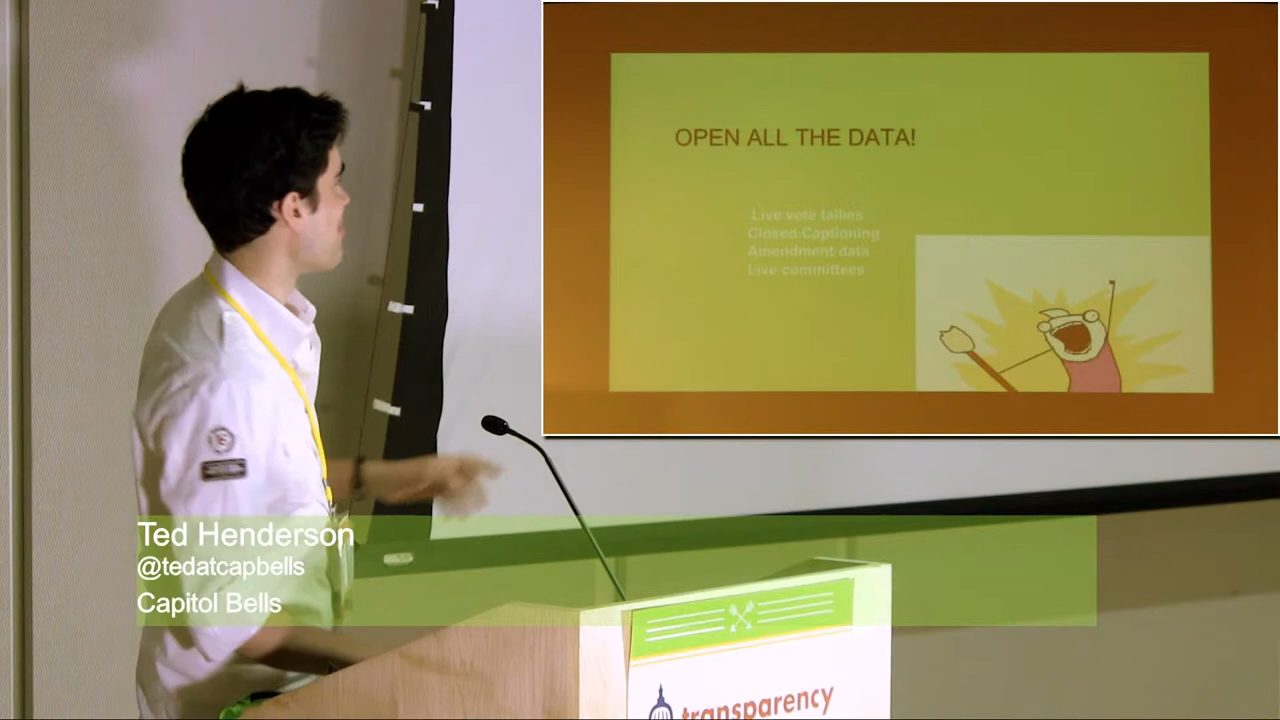 OPEN ALL THE DATA!
Live vote tallies
Closed Captioning
Amendment data
Live committees
Ted Henderson
@tedatcapbells
Capitol Bells
transparency